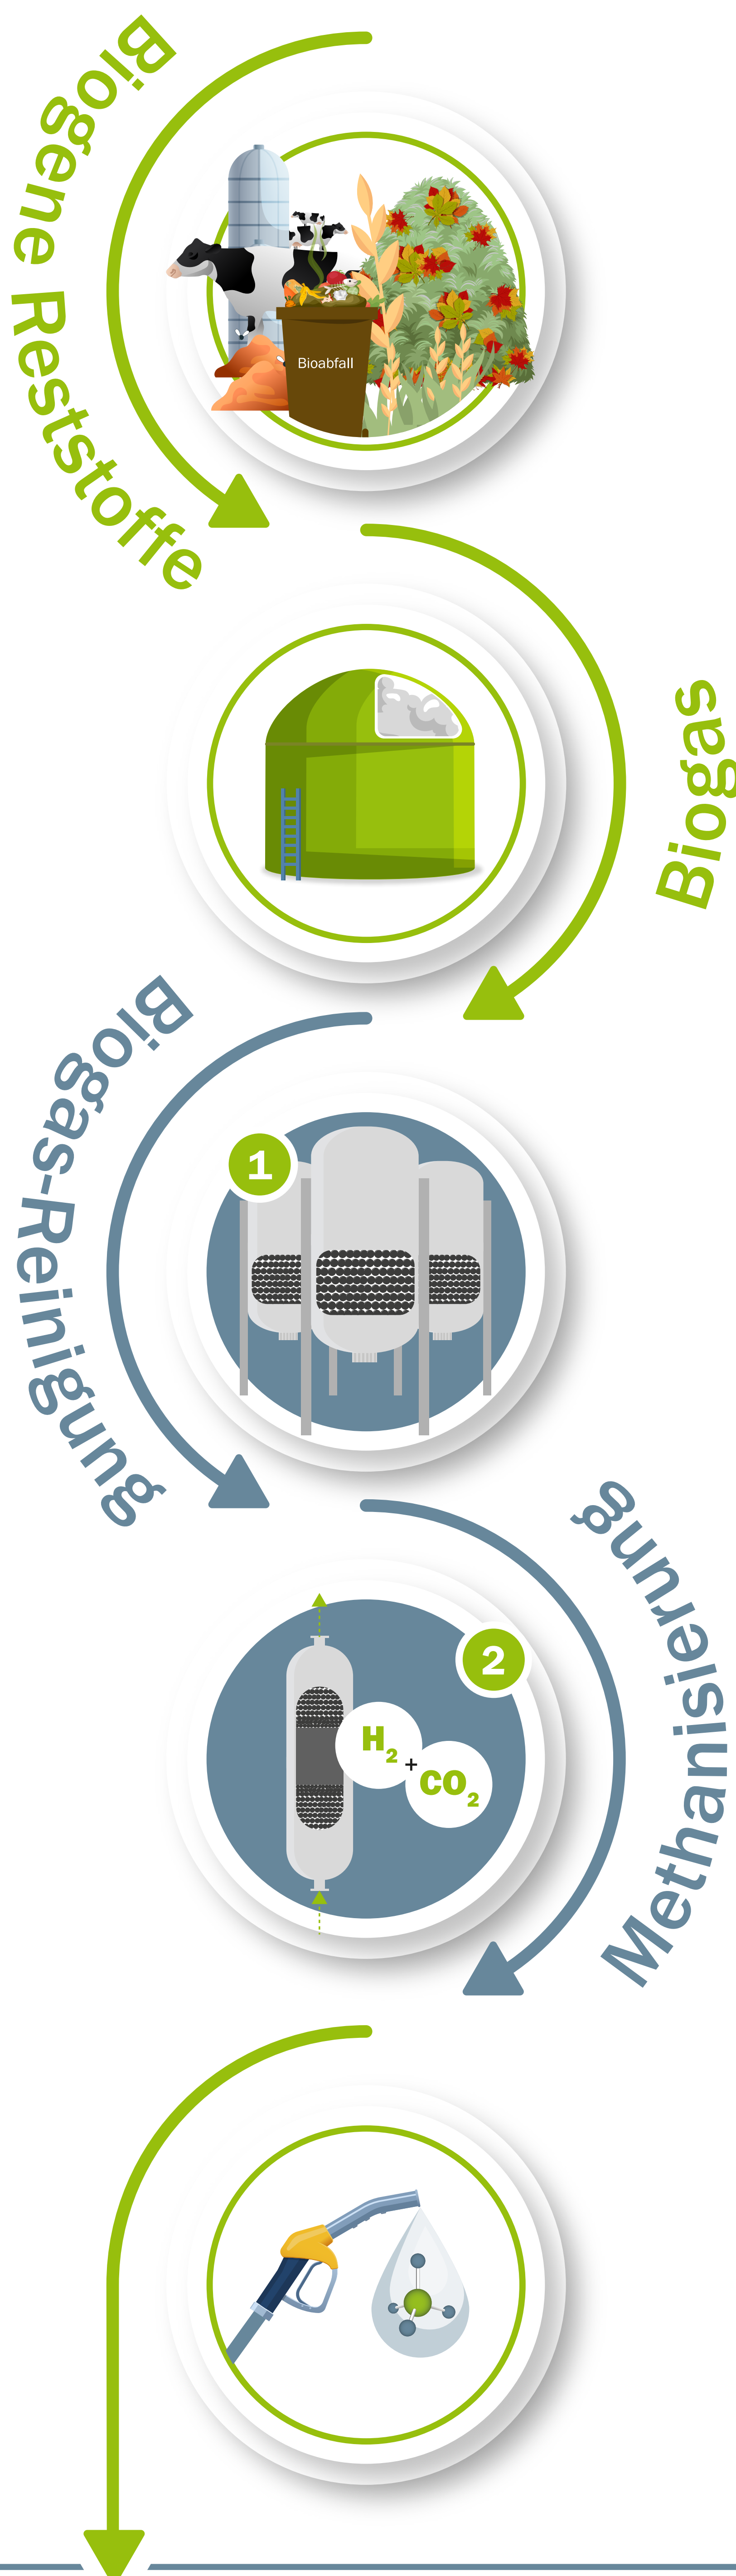 Biogene Reststoffe
Bioabfall
Biogas
Biogas-Reinigung
1
Methanisierung
2
H₂
+
CO₂